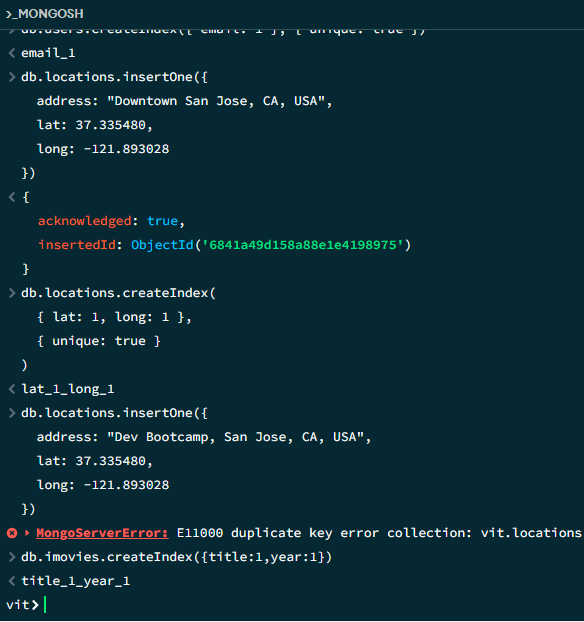 >_MONGOSH
> db.users.createIndex({ email: 1 }, { unique: true })
< email_1
> db.locations.insertOne({
address: "Downtown San Jose, CA, USA",
lat: 37.335480,
long: -121.893028
})
< {
acknowledged: true,
insertedId: ObjectId('6841a49d158a88e1e4198975')
}
> db.locations.createIndex(
{ lat: 1, long: 1 },
{ unique: true }
)
< lat_1_long_1
> db.locations.insertOne({
address: "Dev Bootcamp, San Jose, CA, USA",
lat: 37.335480,
long: -121.893028
})
MongoServerError: E11000 duplicate key error collection: vit.locations
> db.imovies.createIndex({title:1,year:1})
< title_1_year_1
vit>